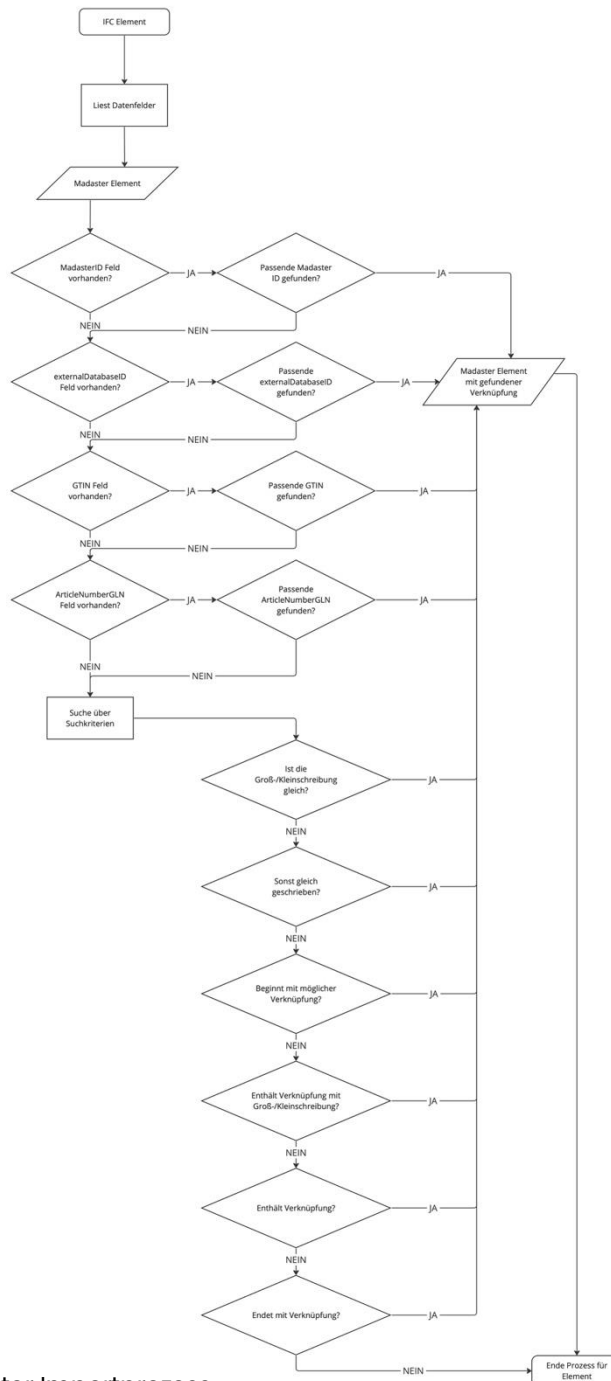 IFC Element
Liest Datenfelder
Madaster Element
MadasterID Feld
vorhanden?
JA
Passende Madaster
ID gefunden?
JA
NEIN
NEIN
externalDatabaseID
Feld vorhanden?
JA
Passende
externalDatabaseID
gefunden?
JA
Madaster Element
mit gefundener
Verknüpfung
NEIN
NEIN
GTIN Feld
vorhanden?
JA
Passende GTIN
gefunden?
JA
NEIN
NEIN
ArticleNumberGLN
Feld vorhanden?
JA
Passende
ArticleNumberGLN
gefunden?
JA
NEIN
NEIN
Suche über
Suchkriterien
Ist die
Groß-/Kleinschreibung
gleich?
JA
NEIN
Sonst gleich
geschrieben?
JA
NEIN
Beginnt mit möglicher
Verknüpfung?
JA
NEIN
Enthält Verknüpfung mit
Groß-/Kleinschreibung?
JA
NEIN
Enthält Verknüpfung?
JA
NEIN
Endet mit Verknüpfung?
JA
NEIN
Ende Prozess für
Element